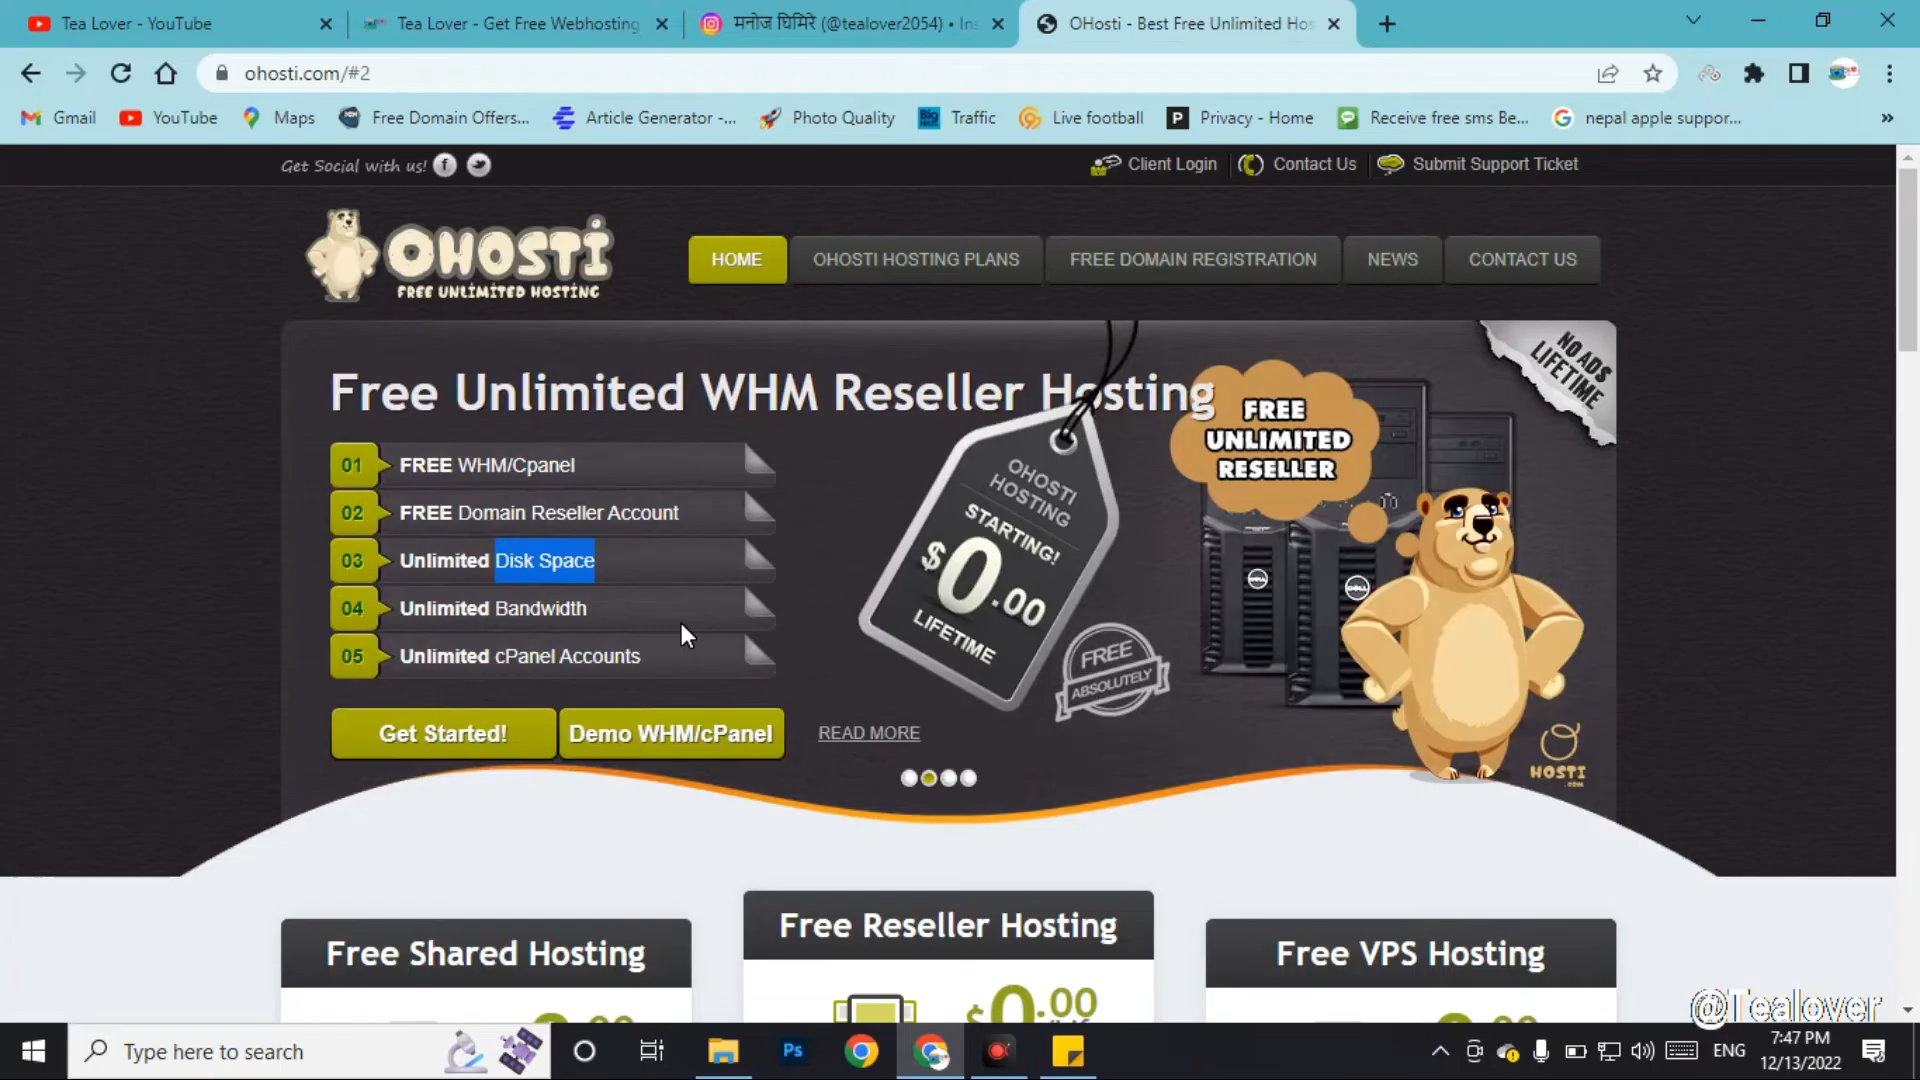 Tea Lover - YouTube
Tea Lover - Get Free Webhosting
मनोज घिमिरे (@tealover2054) • Ins
OHosti - Best Free Unlimited Hos
ohosti.com/#2
Gmail
YouTube
Maps
Free Domain Offers...
Article Generator -...
Photo Quality
Traffic
Live football
Privacy - Home
Receive free sms Be...
nepal apple suppor...
Get Social with us!
Client Login
Contact Us
Submit Support Ticket
OHOSTI
FREE UNLIMITED HOSTING
HOME
OHOSTI HOSTING PLANS
FREE DOMAIN REGISTRATION
NEWS
CONTACT US
Free Unlimited WHM Reseller Hosting
01 FREE WHM/Cpanel
02 FREE Domain Reseller Account
03 Unlimited Disk Space
04 Unlimited Bandwidth
05 Unlimited cPanel Accounts
Get Started!
Demo WHM/cPanel
READ MORE
OHOSTI
HOSTING
STARTING!
$0.00
LIFETIME
FREE
ABSOLUTELY
FREE
UNLIMITED
RESELLER
NO ADS
LIFETIME
DELL
HOSTI
.COM
Free Shared Hosting
Free Reseller Hosting
Free VPS Hosting
$0.00
@Tealover
Type here to search
Ps
ENG
7:47 PM
12/13/2022